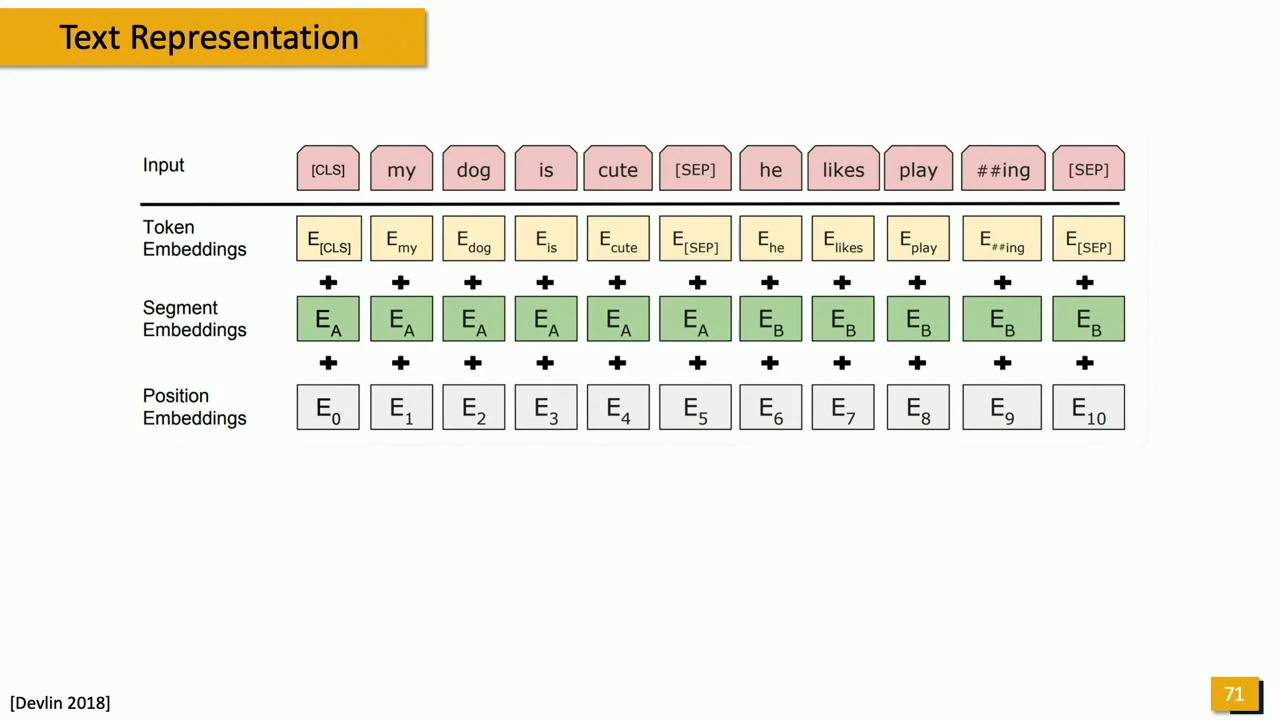 Text Representation
Input [CLS] my dog is cute [SEP] he likes play ##ing [SEP]
Token Embeddings E[CLS] Emy Edog Eis Ecute E[SEP] Ehe Elikes Eplay E##ing E[SEP]
+ + + + + + + + + + +
Segment Embeddings EA EA EA EA EA EA EB EB EB EB EB
+ + + + + + + + + + +
Position Embeddings E0 E1 E2 E3 E4 E5 E6 E7 E8 E9 E10
[Devlin 2018]
71